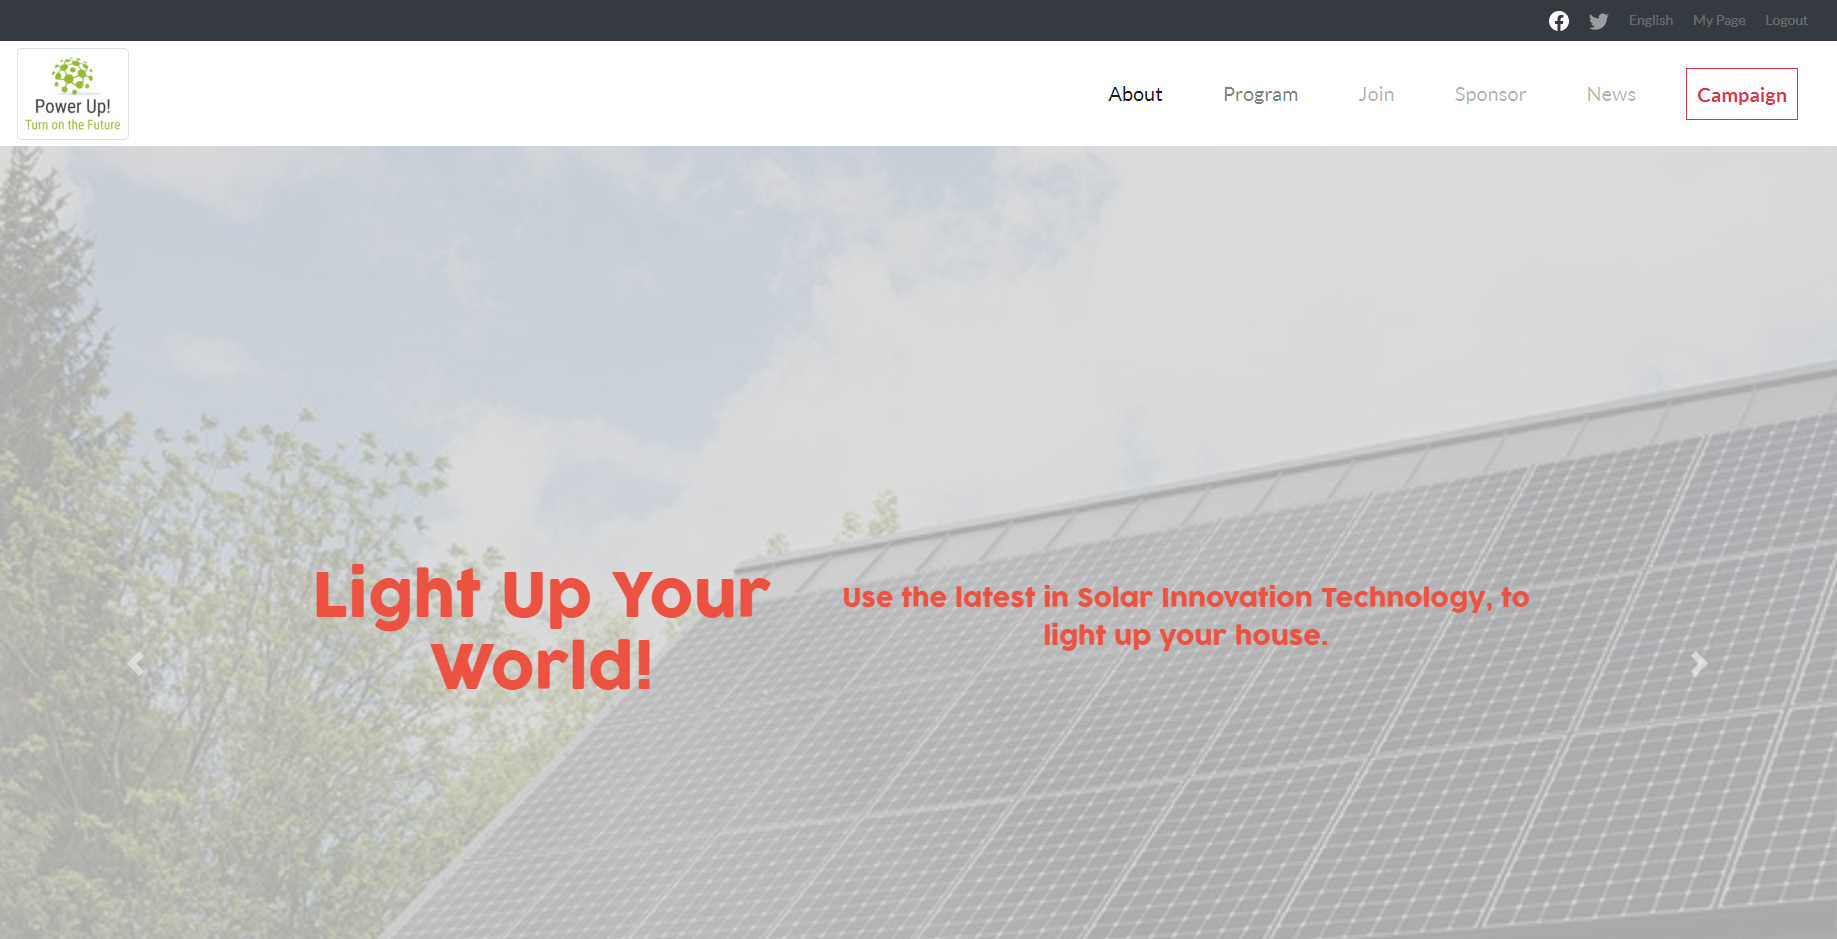 English My Page Logout
Power Up!
Turn on the Future
About Program Join Sponsor News Campaign
Light Up Your
World!
Use the latest in Solar Innovation Technology, to
light up your house.